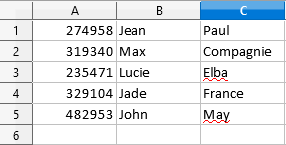 A B C
1 274958 Jean Paul
2 319340 Max Compagnie
3 235471 Lucie Elba
4 329104 Jade France
5 482953 John May
6